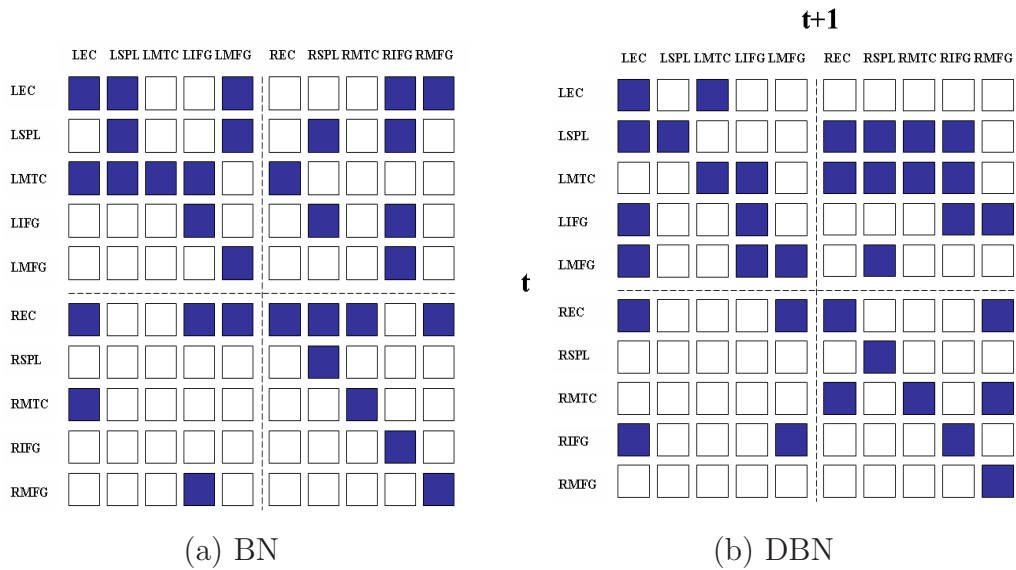 t+1
LEC LSPL LMTC LIFG LMFG REC RSPL RMTC RIFG RMFG
LEC
LSPL
LMTC
LIFG
LMFG
REC
RSPL
RMTC
RIFG
RMFG
(a) BN
t
LEC LSPL LMTC LIFG LMFG REC RSPL RMTC RIFG RMFG
LEC
LSPL
LMTC
LIFG
LMFG
REC
RSPL
RMTC
RIFG
RMFG
(b) DBN